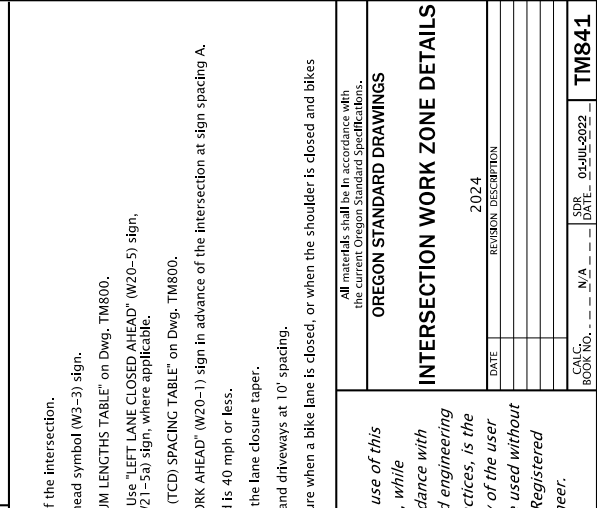 f the intersection.
head symbol (W3-3) sign.
UM LENGTHS TABLE" on Dwg. TM800.
Use "LEFT LANE CLOSED AHEAD" (W20-5) sign,
W21-5a) sign, where applicable.
(TCD) SPACING TABLE" on Dwg. TM800.
ORK AHEAD" (W20-1) sign in advance of the intersection at sign spacing A.
d is 40 mph or less.
the lane closure taper.
and driveways at 10' spacing.
ure when a bike lane is closed, or when the shoulder is closed and bikes
use of this
, while
dance with
d engineering
ctices, is the
y of the user
e used without
Registered
neer.
All materials shall be in accordance with
the current Oregon Standard Specifications.
OREGON STANDARD DRAWINGS
INTERSECTION WORK ZONE DETAILS
2024
DATE REVISION DESCRIPTION
CALC. BOOK NO. N/A SDR DATE 01-JUL-2022 TM841